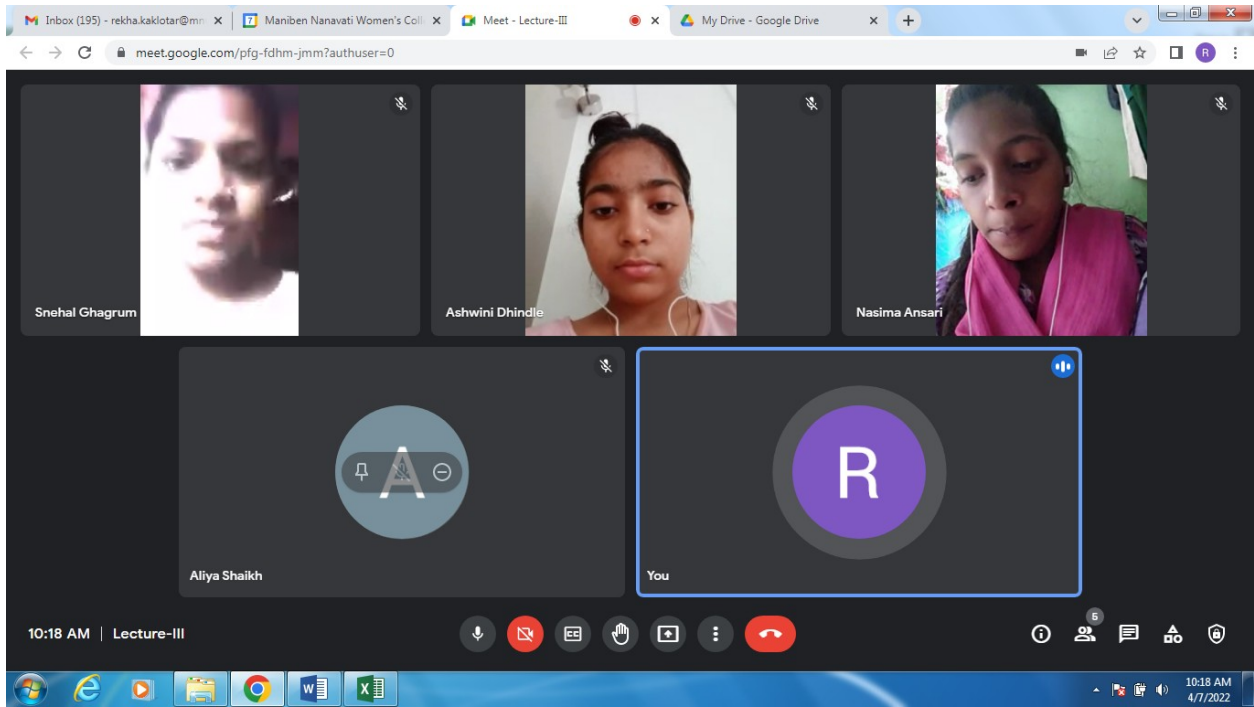 Inbox (195) - rekha.kaklotar@mn
7
Maniben Nanavati Women's Coll
Meet - Lecture-III
My Drive - Google Drive
meet.google.com/pfg-fdhm-jmm?authuser=0
R
Snehal Ghagrum
Ashwini Dhindle
Nasima Ansari
A
R
Aliya Shaikh
You
10:18 AM | Lecture-III
CC
5
10:18 AM
4/7/2022